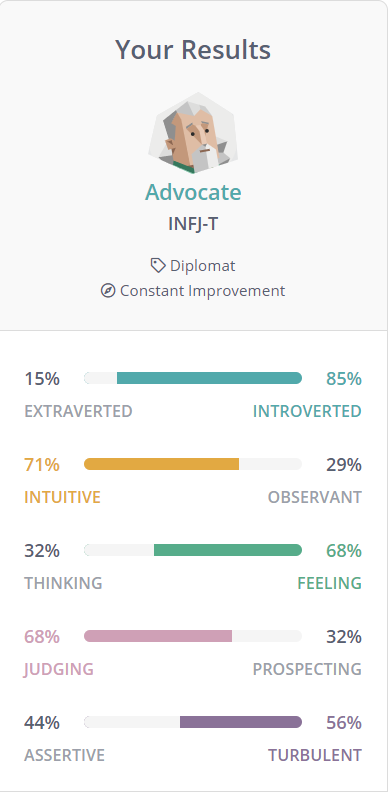 Your Results
Advocate
INFJ-T
Diplomat
Constant Improvement
15% 85%
EXTRAVERTED INTROVERTED
71% 29%
INTUITIVE OBSERVANT
32% 68%
THINKING FEELING
68% 32%
JUDGING PROSPECTING
44% 56%
ASSERTIVE TURBULENT